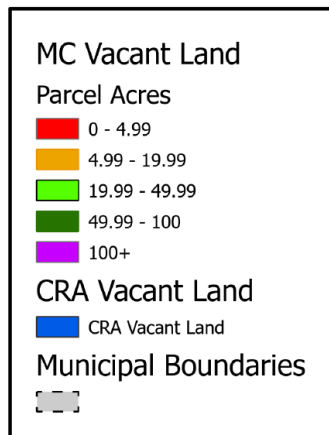 MC Vacant Land
Parcel Acres
0 - 4.99
4.99 - 19.99
19.99 - 49.99
49.99 - 100
100+
CRA Vacant Land
CRA Vacant Land
Municipal Boundaries